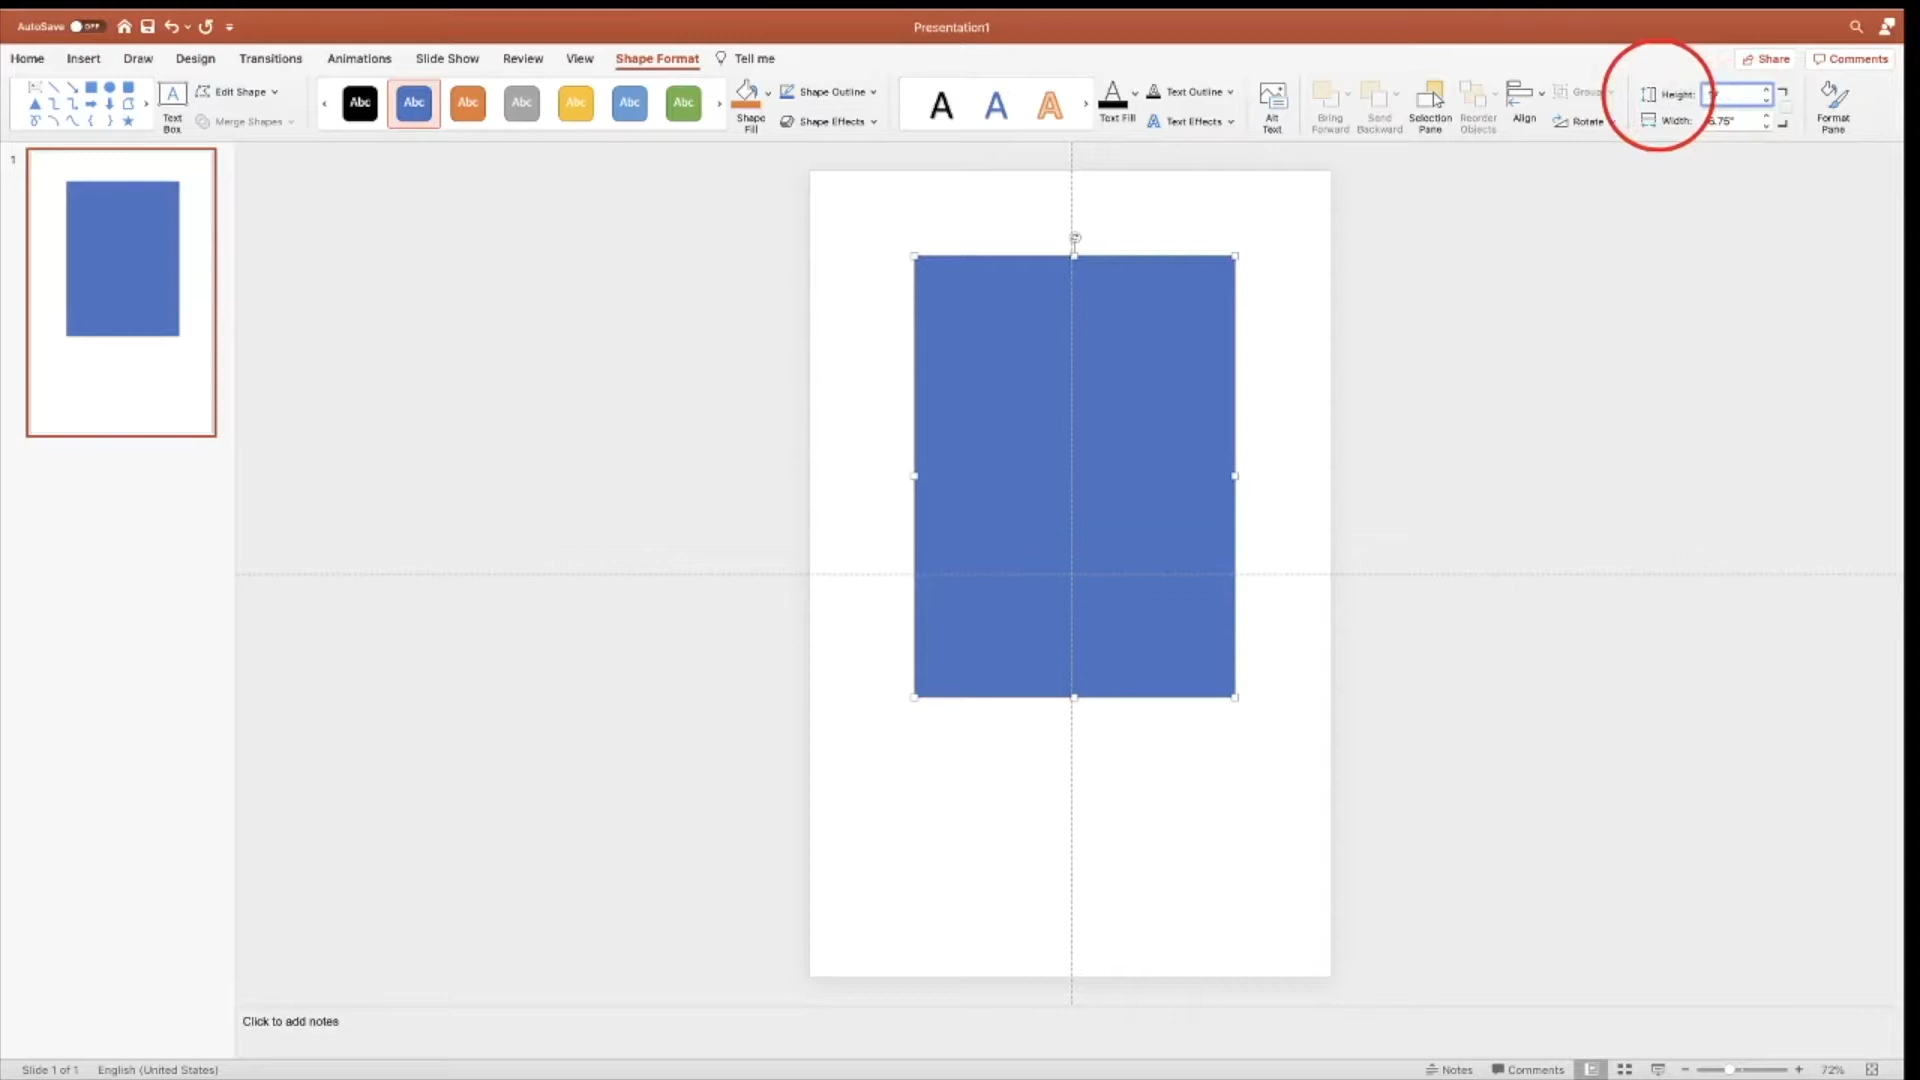 AutoSave OFF
Presentation1
Home Insert Draw Design Transitions Animations Slide Show Review View Shape Format Tell me
Share Comments
Text Box
Edit Shape
Merge Shapes
Abc Abc Abc Abc Abc Abc Abc
Shape Fill
Shape Outline
Shape Effects
A A A
Text Fill
Text Outline
Text Effects
Alt Text
Bring Forward
Send Backward
Selection Pane
Reorder Objects
Align
Group
Rotate
Height:
Width: 6.75"
Format Pane
1
Click to add notes
Slide 1 of 1 English (United States)
Notes Comments 72%